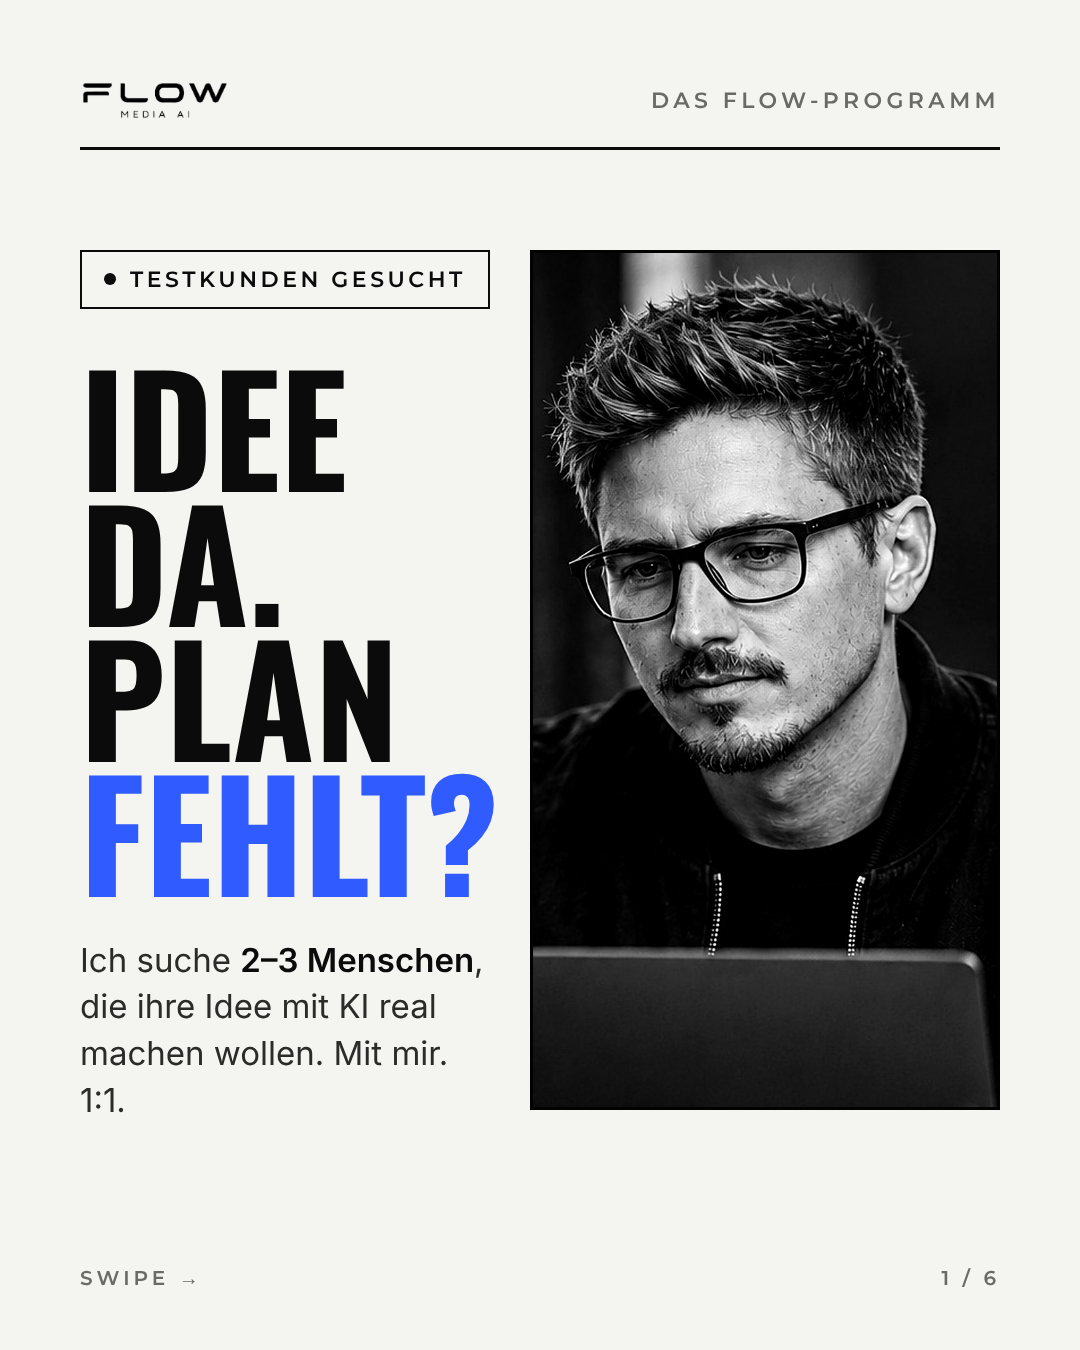 FLOW
MEDIA AI
DAS FLOW-PROGRAMM
TESTKUNDEN GESUCHT
IDEE
DA.
PLAN
FEHLT?
Ich suche 2–3 Menschen,
die ihre Idee mit KI real
machen wollen. Mit mir.
1:1.
SWIPE →
1 / 6